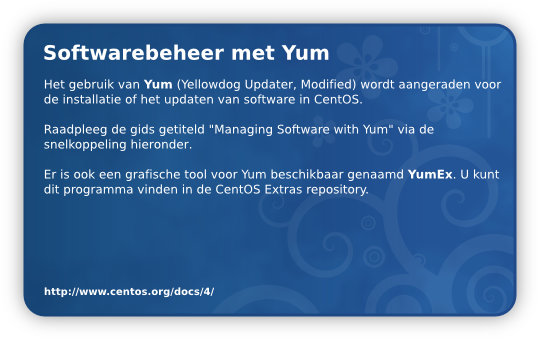 Softwarebeheer met Yum
Het gebruik van Yum (Yellowdog Updater, Modified) wordt aangeraden voor
de installatie of het updaten van software in CentOS.
Raadpleeg de gids getiteld "Managing Software with Yum" via de
snelkoppeling hieronder.
Er is ook een grafische tool voor Yum beschikbaar genaamd YumEx. U kunt
dit programma vinden in de CentOS Extras repository.
http://www.centos.org/docs/4/